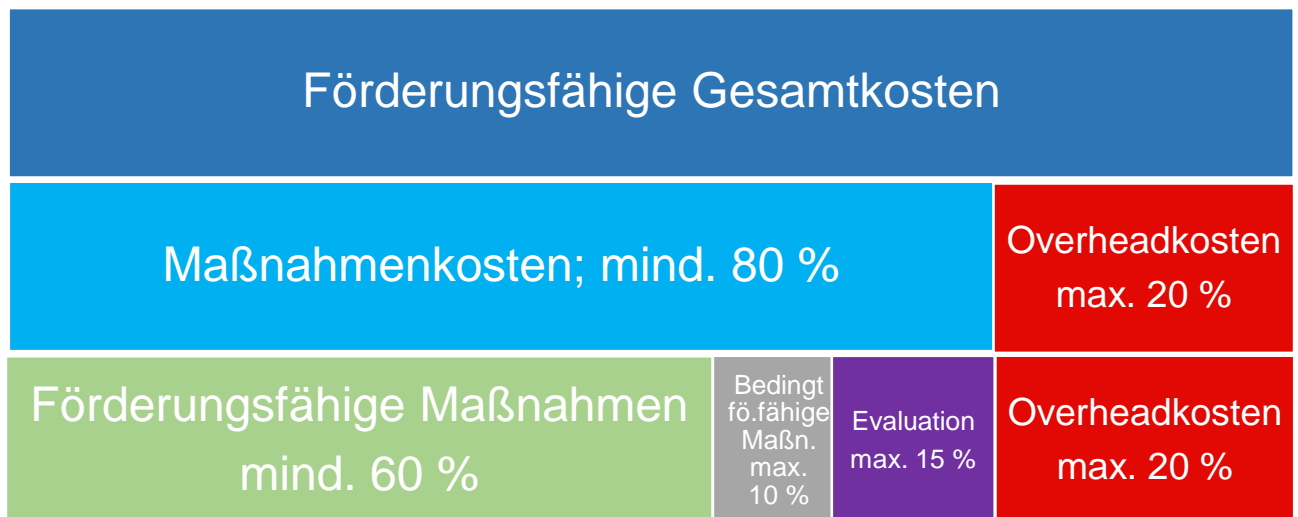 Förderungsfähige Gesamtkosten
Maßnahmenkosten; mind. 80 %
Overheadkosten
max. 20 %
Förderungsfähige Maßnahmen
mind. 60 %
Bedingt
fö.fähige
Maßn.
max.
10 %
Evaluation
max. 15 %
Overheadkosten
max. 20 %